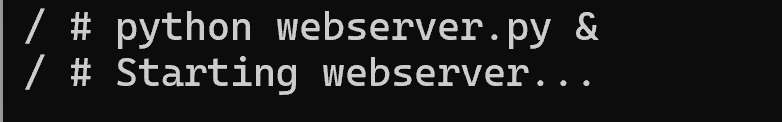 / # python webserver.py &
/ # Starting webserver...